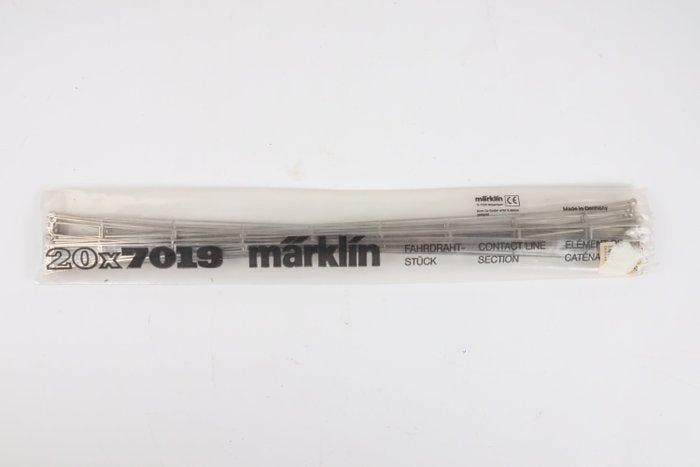 märklin CE
Made in Germany
20x7019 märklin
FAHRDRAHT-
STÜCK
CONTACT LINE
SECTION
ÉLÉMEN
CATÉNA